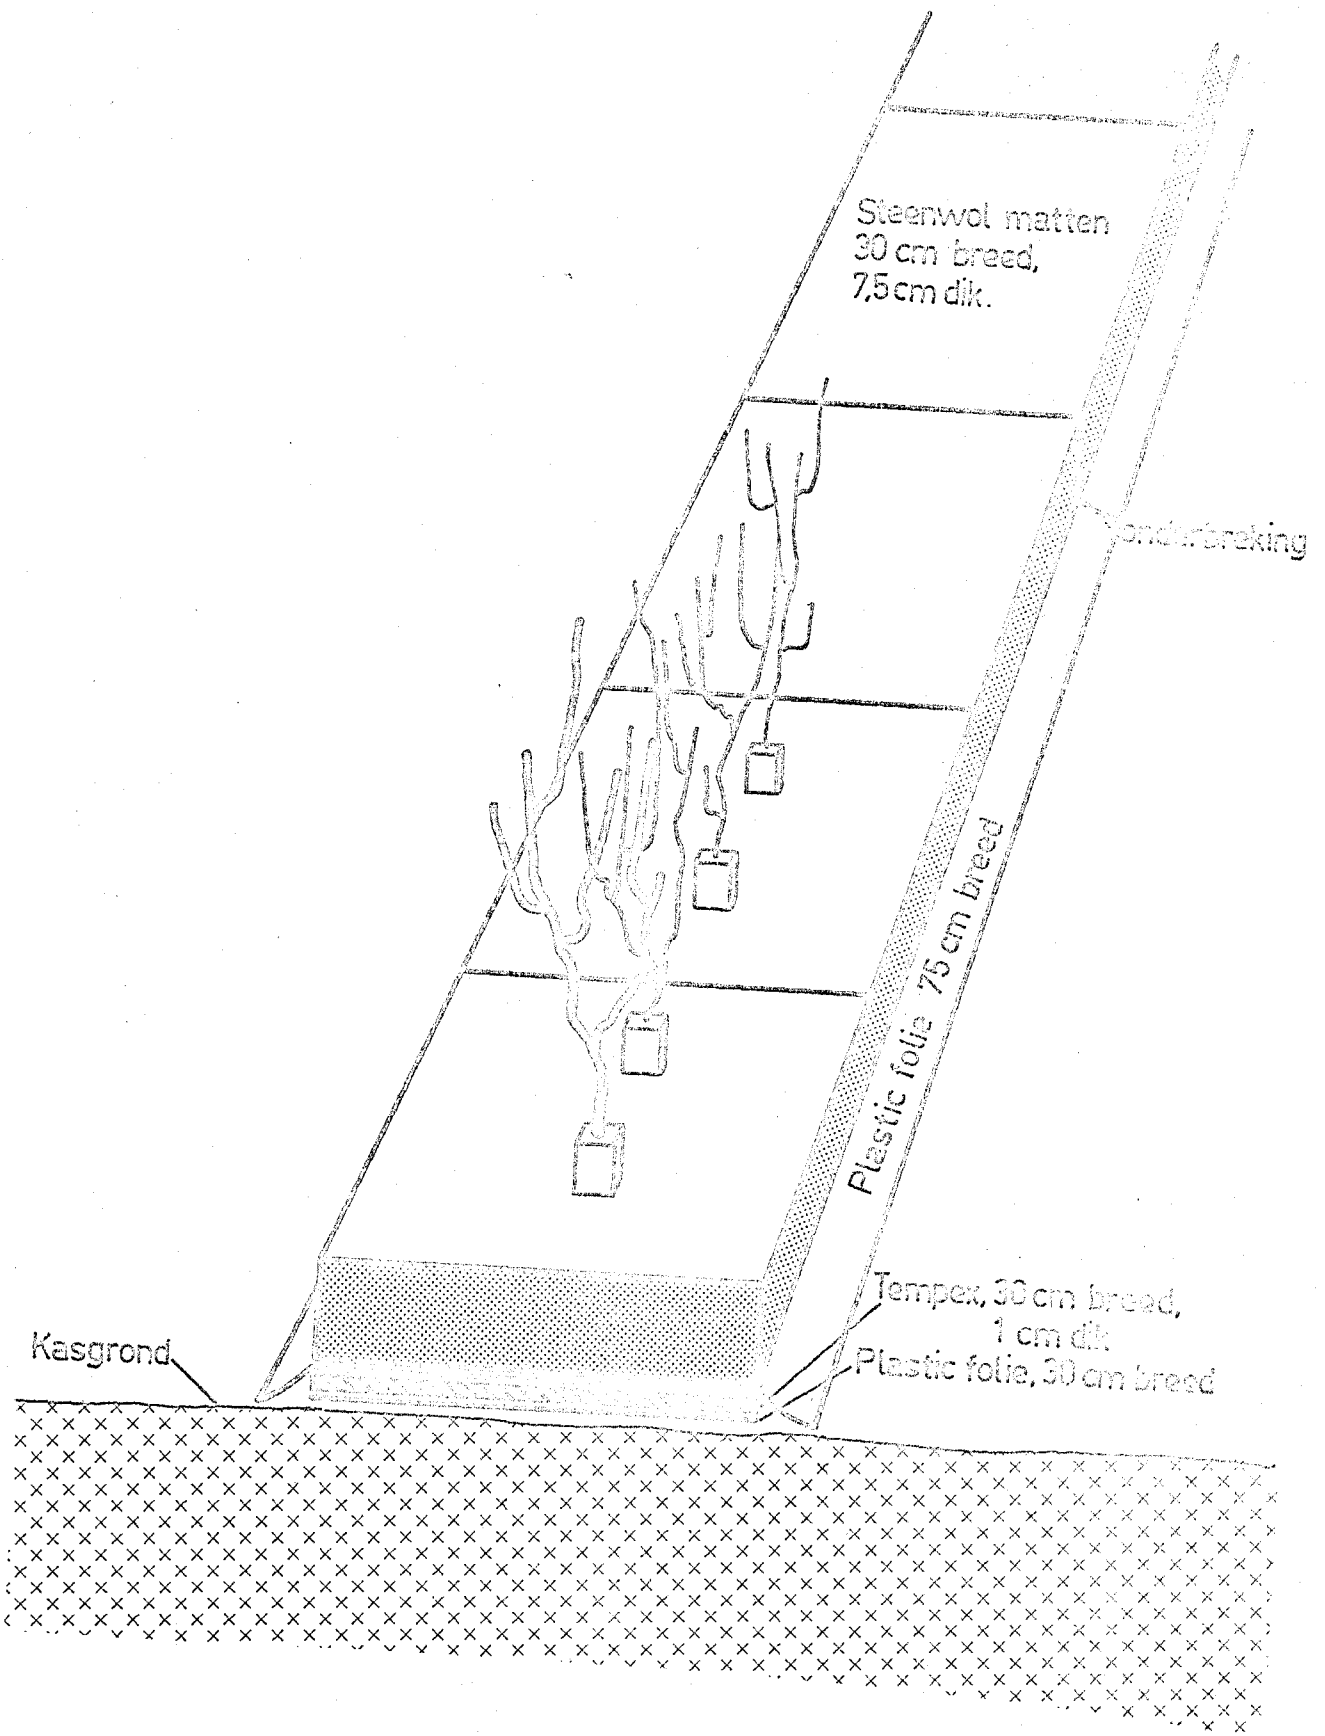 Steenwol matten
30 cm breed,
7,5 cm dik.
onderbreking
Plastic folie 75 cm breed
Tempex, 30 cm breed,
1 cm dik
Plastic folie, 30 cm breed
Kasgrond